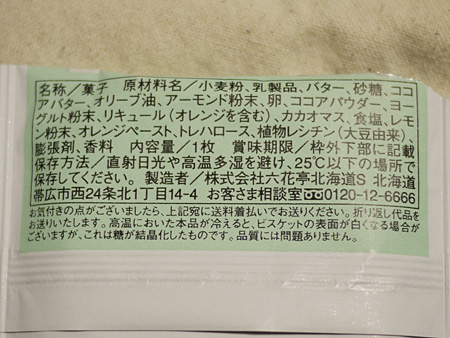 名称／菓子　原材料名／小麦粉、乳製品、バター、砂糖、ココ
アバター、オリーブ油、アーモンド粉末、卵、ココアパウダー、ヨー
グルト粉末、リキュール（オレンジを含む）、カカオマス、食塩、レモ
ン粉末、オレンジペースト、トレハロース、植物レシチン（大豆由来）、
膨張剤、香料　内容量／1枚　賞味期限／枠外下部に記載
保存方法／直射日光や高温多湿を避け、25℃以下の場所で
保存してください。製造者／株式会社六花亭北海道S 北海道
帯広市西24条北1丁目14-4　お客さま相談室 0120-12-6666
お気付きの点がございましたら、上記宛に送料着払いでお送りください。折り返し代品を
お送りいたします。高温においた本品が冷えると、ビスケットの表面が白くなる場合が
ございますが、これは糖が結晶化したものです。品質には問題ありません。